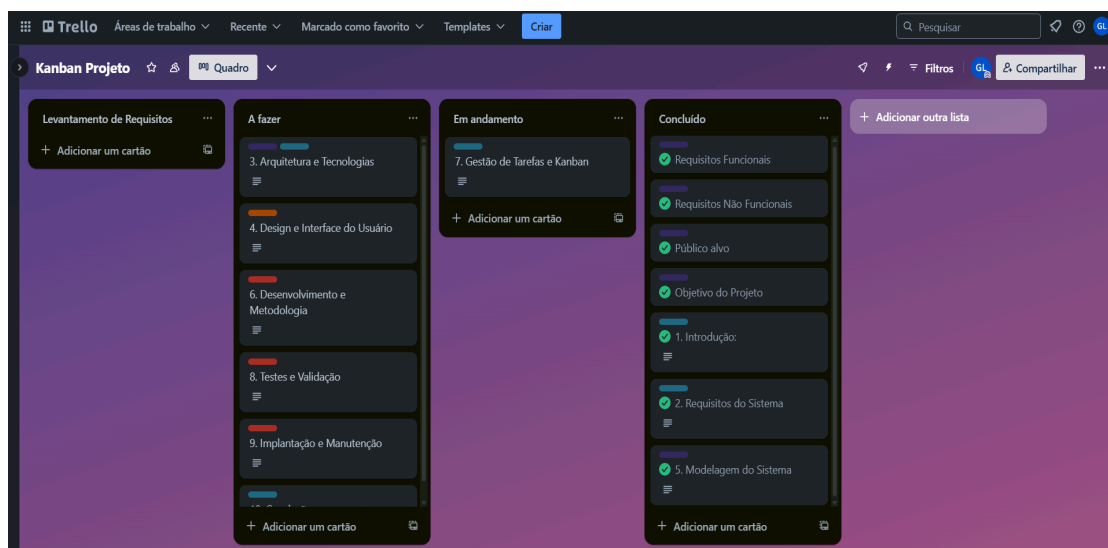 Trello Áreas de trabalho Recente Marcado como favorito Templates Criar Pesquisar GL
Kanban Projeto Quadro Filtros GL Compartilhar
Levantamento de Requisitos
Adicionar um cartão
A fazer
3. Arquitetura e Tecnologias
4. Design e Interface do Usuário
6. Desenvolvimento e
Metodologia
8. Testes e Validação
9. Implantação e Manutenção
Adicionar um cartão
Em andamento
7. Gestão de Tarefas e Kanban
Adicionar um cartão
Concluído
Requisitos Funcionais
Requisitos Não Funcionais
Público alvo
Objetivo do Projeto
1. Introdução:
2. Requisitos do Sistema
5. Modelagem do Sistema
Adicionar um cartão
Adicionar outra lista